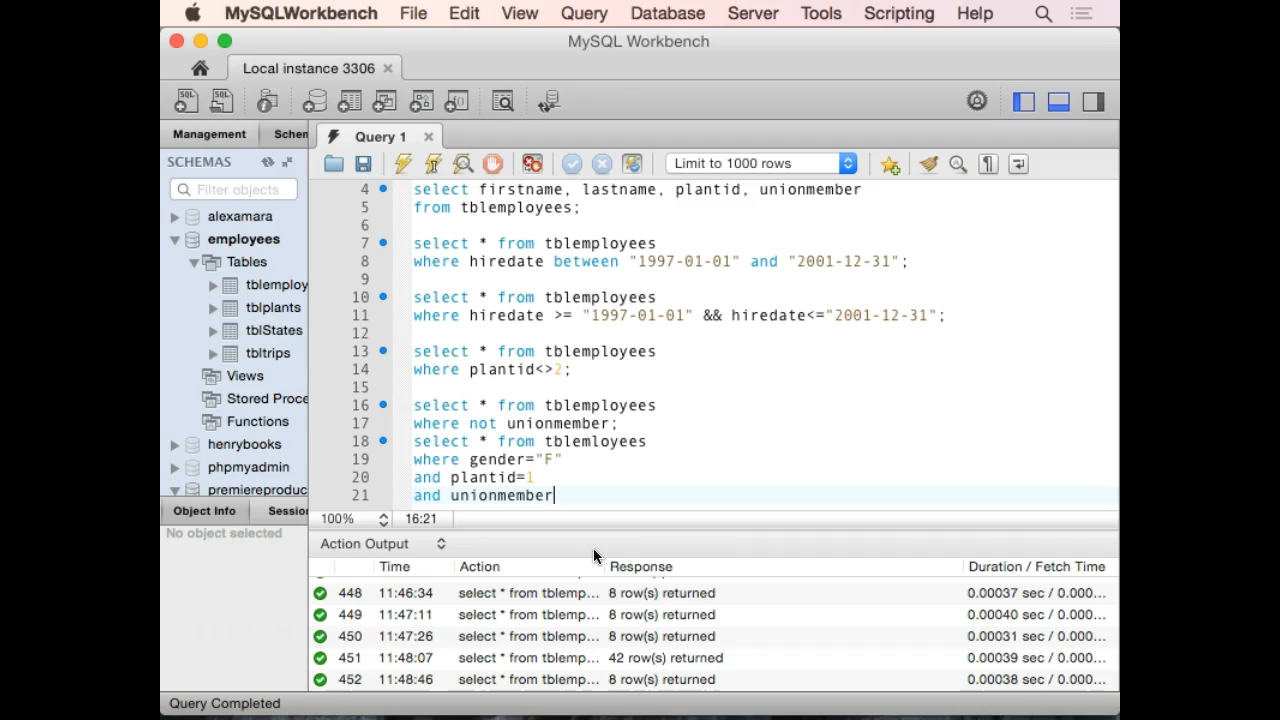 MySQLWorkbench File Edit View Query Database Server Tools Scripting Help
MySQL Workbench
Local instance 3306
Management Schem
Query 1
SCHEMAS
Limit to 1000 rows
Filter objects
alexamara
employees
Tables
tblemploy
tblplants
tblStates
tbltrips
Views
Stored Proce
Functions
henrybooks
phpmyadmin
premiereproduc
4 select firstname, lastname, plantid, unionmember
5 from tblemployees;
6
7 select * from tblemployees
8 where hiredate between "1997-01-01" and "2001-12-31";
9
10 select * from tblemployees
11 where hiredate >= "1997-01-01" && hiredate<="2001-12-31";
12
13 select * from tblemployees
14 where plantid<>2;
15
16 select * from tblemployees
17 where not unionmember;
18 select * from tblemloyees
19 where gender="F"
20 and plantid=1
21 and unionmember
Object Info Session
No object selected
100% 16:21
Action Output
Time Action Response Duration / Fetch Time
448 11:46:34 select * from tblemp... 8 row(s) returned 0.00037 sec / 0.000...
449 11:47:11 select * from tblemp... 8 row(s) returned 0.00040 sec / 0.000...
450 11:47:26 select * from tblemp... 8 row(s) returned 0.00031 sec / 0.000...
451 11:48:07 select * from tblemp... 42 row(s) returned 0.00039 sec / 0.000...
452 11:48:46 select * from tblemp... 8 row(s) returned 0.00038 sec / 0.000...
Query Completed